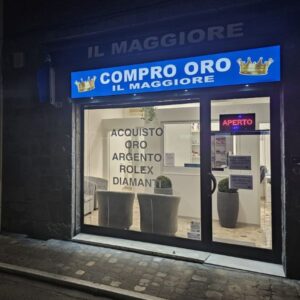 IL MAGGIORE
COMPRO ORO
IL MAGGIORE
ACQUISTO
ORO
ARGENTO
ROLEX
DIAMANTI
APERTO